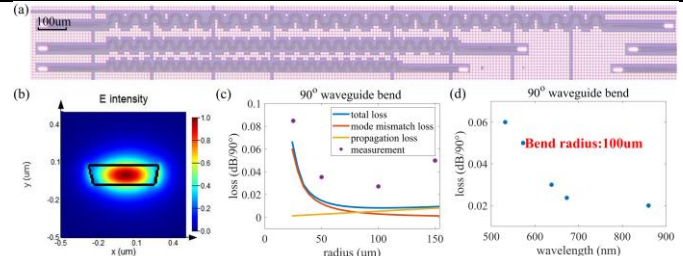 (a)
100um
(b)
E intensity
y (um)
0.4
0.1
-0.1
-0.5
-0.5
-0.1
0.1
0.4
x (um)
1.0
0.8
0.6
0.4
0.2
0.0
(c)
90° waveguide bend
loss (dB/90°)
0.1
0.08
0.06
0.04
0.02
0
0
50
100
150
radius (um)
total loss
mode mismatch loss
propagation loss
measurement
(d)
90° waveguide bend
loss (dB/90°)
0.06
0.04
0.02
500
600
700
800
900
wavelength (nm)
Bend radius:100um